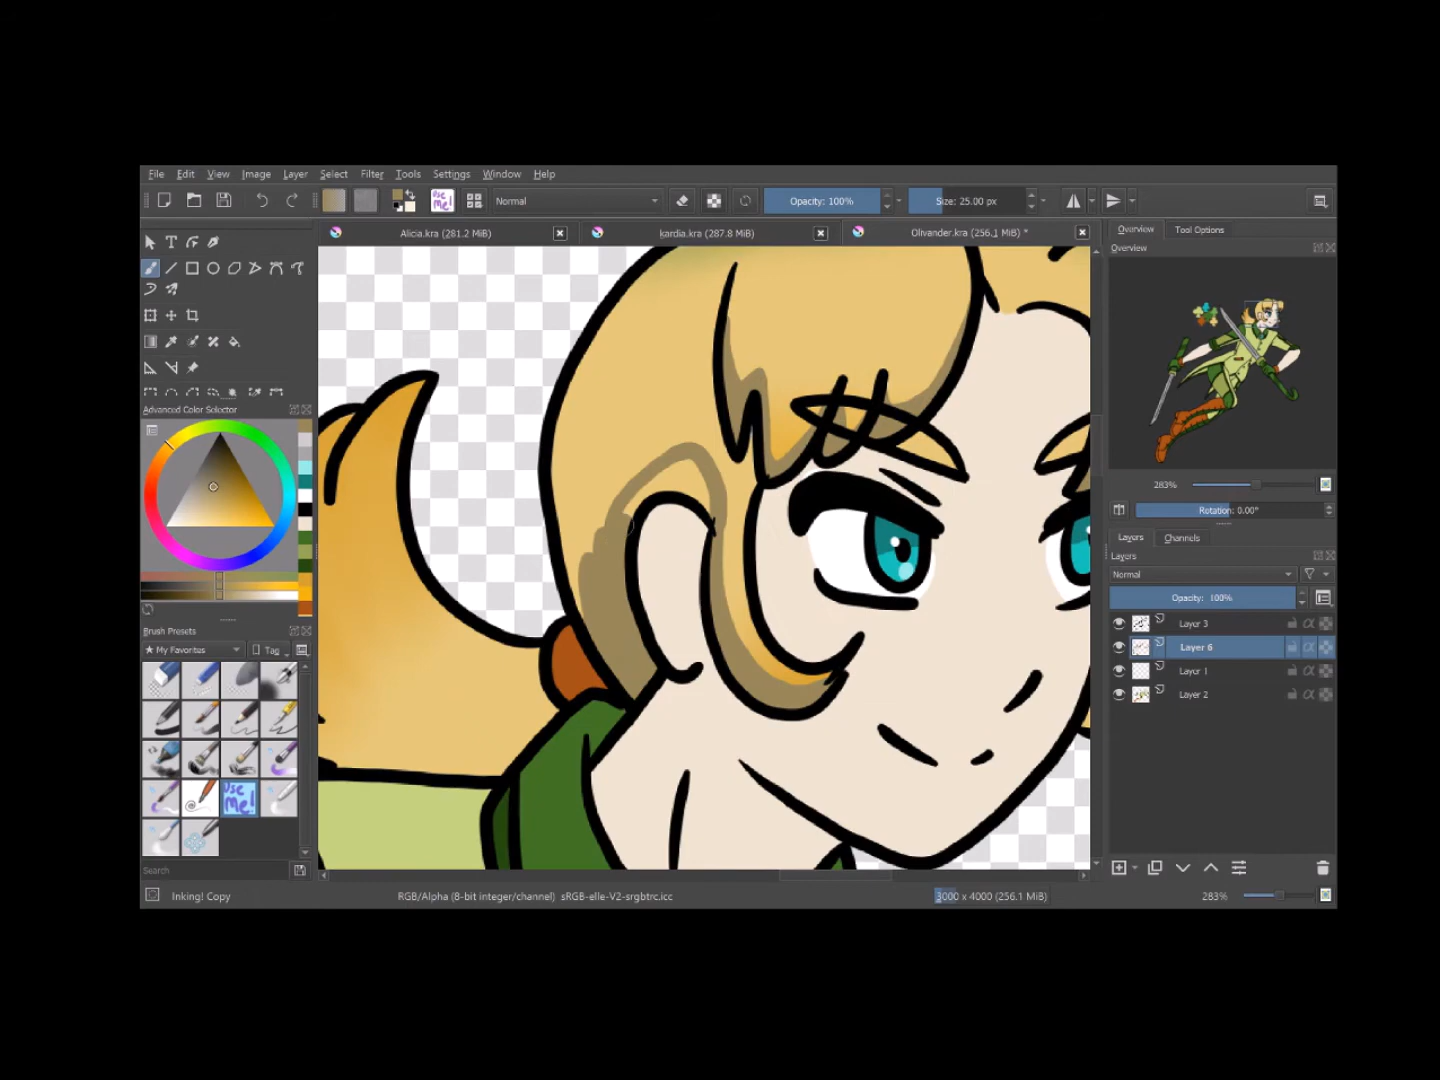 File Edit View Image Layer Select Filter Tools Settings Window Help
use me! Normal Opacity: 100% Size: 25.00 px
Alicia.kra (281.2 MiB) kardia.kra (287.8 MiB) Olivander.kra (256.1 MiB) *
Overview Tool Options
Overview
Advanced Color Selector
283%
Rotation: 0.00°
Layers Channels
Layers
Normal
Opacity: 100%
Layer 3
Layer 6
Layer 1
Layer 2
Brush Presets
★ My Favorites Tag
use me!
Search
Inking! Copy RGB/Alpha (8-bit integer/channel) sRGB-elle-V2-srgbtrc.icc 3000 x 4000 (256.1 MiB) 283%